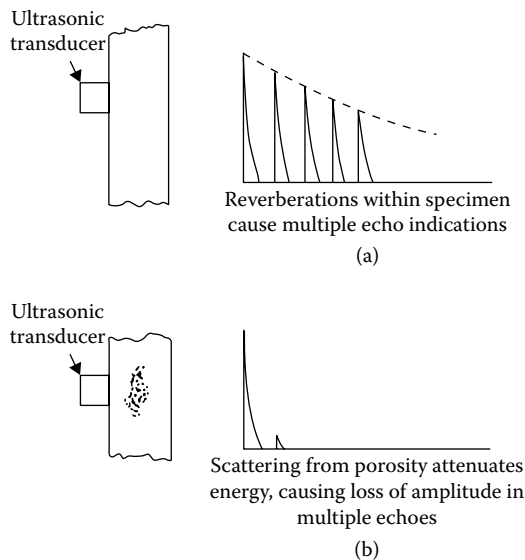 Ultrasonic
transducer
Reverberations within specimen
cause multiple echo indications
(a)
Ultrasonic
transducer
Scattering from porosity attenuates
energy, causing loss of amplitude in
multiple echoes
(b)